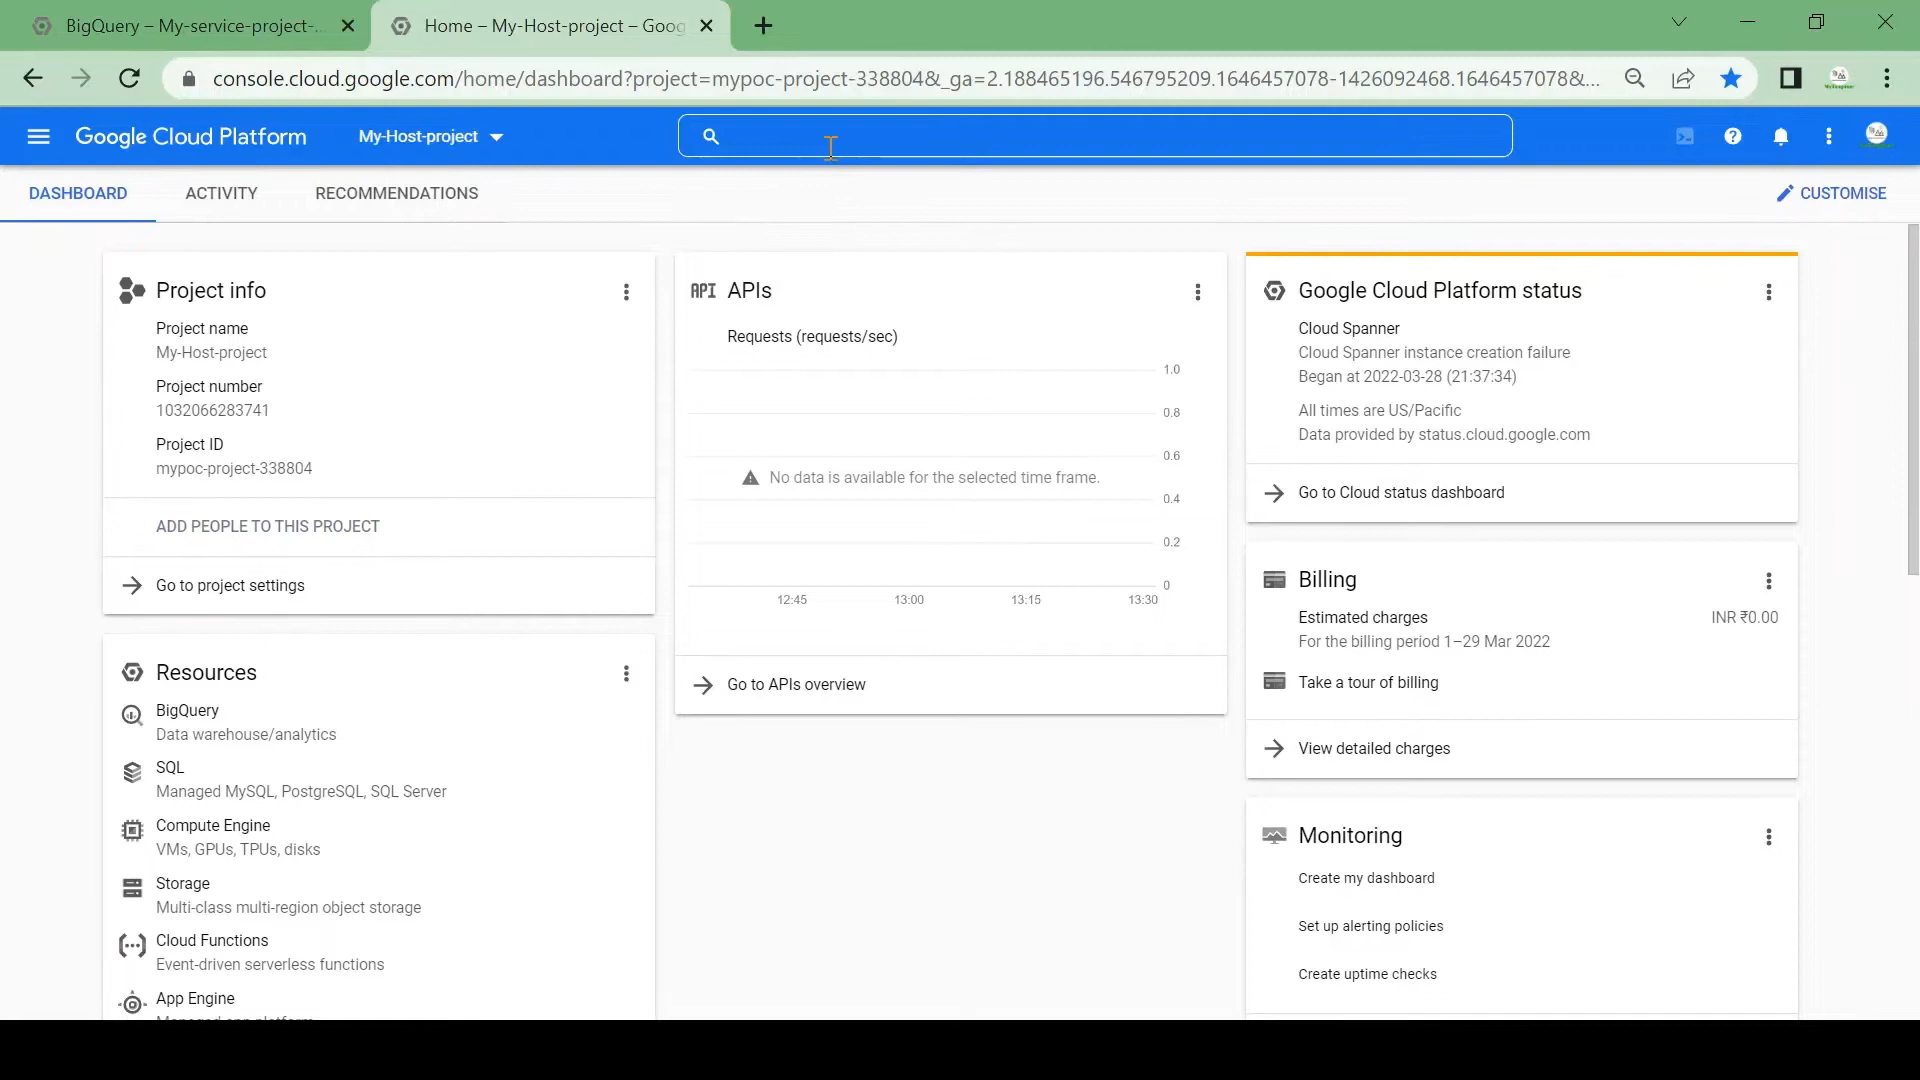 BigQuery – My-service-project-...
Home – My-Host-project – Goog
console.cloud.google.com/home/dashboard?project=mypoc-project-338804&_ga=2.188465196.546795209.1646457078-1426092468.1646457078&...
Google Cloud Platform
My-Host-project
DASHBOARD
ACTIVITY
RECOMMENDATIONS
CUSTOMISE
Project info
Project name
My-Host-project
Project number
1032066283741
Project ID
mypoc-project-338804
ADD PEOPLE TO THIS PROJECT
Go to project settings
Resources
BigQuery
Data warehouse/analytics
SQL
Managed MySQL, PostgreSQL, SQL Server
Compute Engine
VMs, GPUs, TPUs, disks
Storage
Multi-class multi-region object storage
Cloud Functions
Event-driven serverless functions
App Engine
API APIs
Requests (requests/sec)
1.0
0.8
0.6
No data is available for the selected time frame.
0.4
0.2
0
12:45 13:00 13:15 13:30
Go to APIs overview
Google Cloud Platform status
Cloud Spanner
Cloud Spanner instance creation failure
Began at 2022-03-28 (21:37:34)
All times are US/Pacific
Data provided by status.cloud.google.com
Go to Cloud status dashboard
Billing
Estimated charges INR ₹0.00
For the billing period 1–29 Mar 2022
Take a tour of billing
View detailed charges
Monitoring
Create my dashboard
Set up alerting policies
Create uptime checks